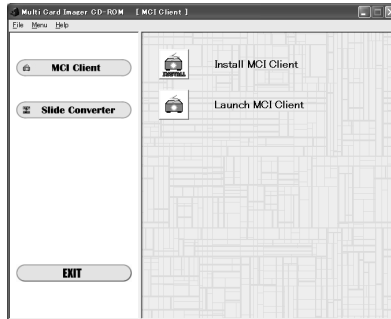 Multi Card Imager CD-ROM [ MCI Client ]
File Menu Help
MCI Client
Slide Converter
EXIT
INSTALL
Install MCI Client
Launch MCI Client